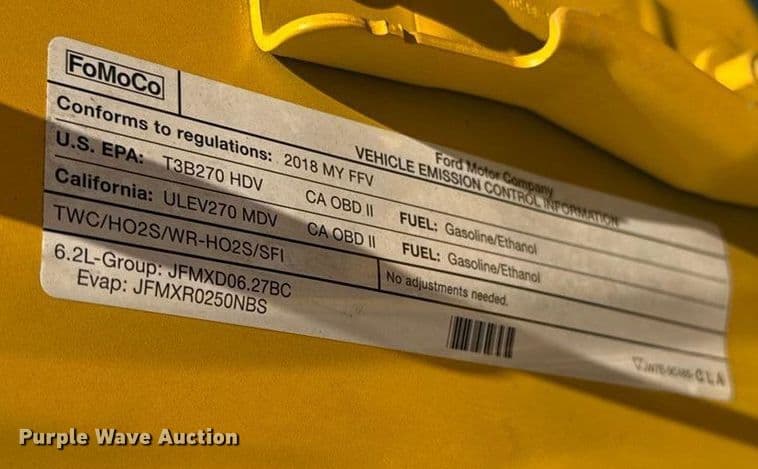 FoMoCo
Ford Motor Company
VEHICLE EMISSION CONTROL INFORMATION
Conforms to regulations: 2018 MY FFV
U.S. EPA: T3B270 HDV CA OBD II FUEL: Gasoline/Ethanol
California: ULEV270 MDV CA OBD II FUEL: Gasoline/Ethanol
TWC/HO2S/WR-HO2S/SFI No adjustments needed.
6.2L-Group: JFMXD06.27BC
Evap: JFMXR0250NBS
CLA
Purple Wave Auction